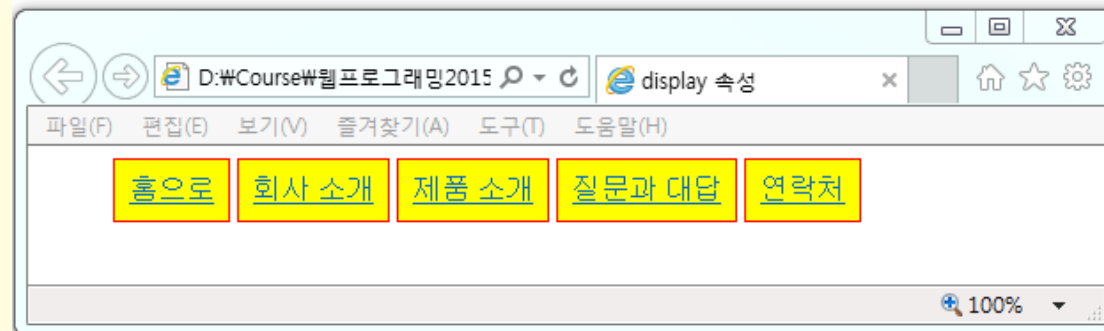 D:₩Course₩웹프로그래밍2015
display 속성
파일(F) 편집(E) 보기(V) 즐겨찾기(A) 도구(T) 도움말(H)
홈으로 회사 소개 제품 소개 질문과 대답 연락처
100%